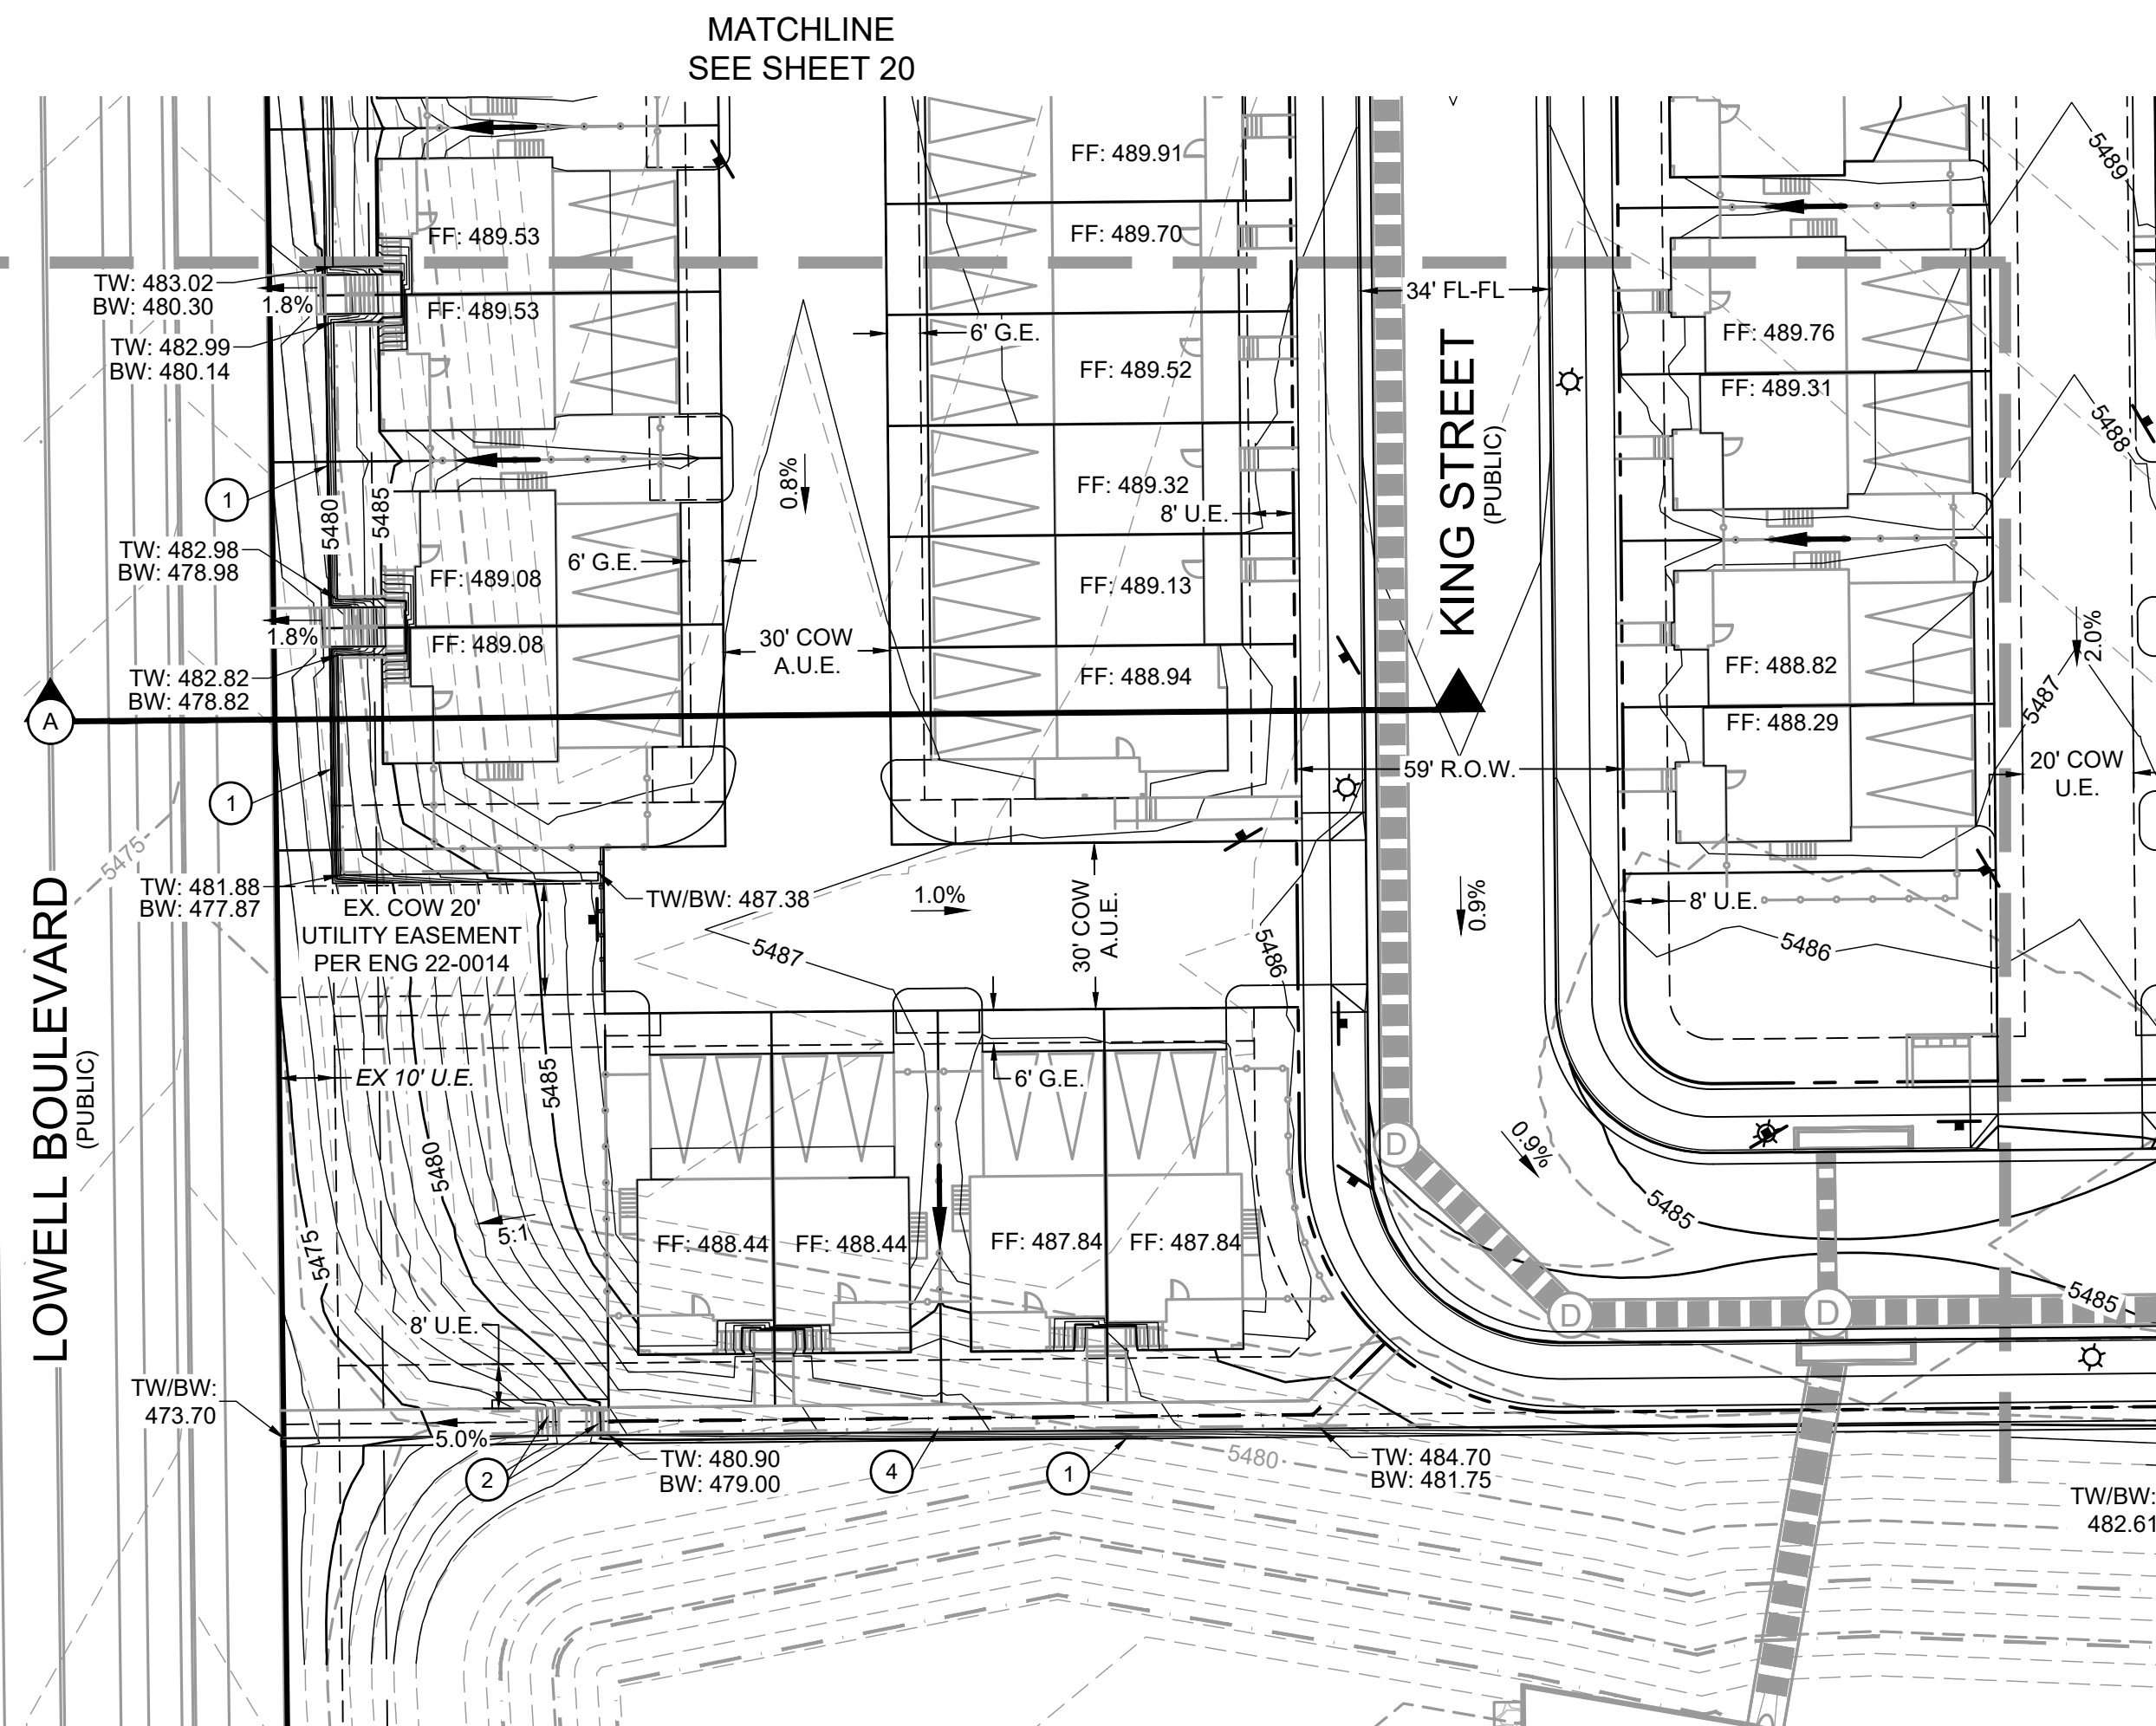 MATCHLINE
SEE SHEET 20
FF: 489.91
5489
FF: 489.53
FF: 489.70
TW: 483.02
BW: 480.30
1.8%
34' FL-FL
FF: 489.53
6' G.E.
FF: 489.76
TW: 482.99
BW: 480.14
FF: 489.52
FF: 489.31
5488
KING STREET
(PUBLIC)
1
5480
5485
0.8%
FF: 489.32
8' U.E.
TW: 482.98
BW: 478.98
FF: 489.08
6' G.E.
FF: 489.13
1.8%
FF: 489.08
30' COW
A.U.E.
2.0%
TW: 482.82
BW: 478.82
FF: 488.94
FF: 488.82
5487
A
FF: 488.29
59' R.O.W.
20' COW
U.E.
1
5475
TW: 481.88
BW: 477.87
TW/BW: 487.38
1.0%
0.9%
8' U.E.
EX. COW 20'
UTILITY EASEMENT
PER ENG 22-0014
5487
30' COW
A.U.E.
5486
5486
LOWELL BOULEVARD
(PUBLIC)
EX 10' U.E.
5485
6' G.E.
D
0.9%
5480
5475
5:1
5485
FF: 488.44
FF: 488.44
FF: 487.84
FF: 487.84
8' U.E.
D
D
5485
TW/BW:
473.70
5.0%
2
TW: 480.90
BW: 479.00
4
1
5480
TW: 484.70
BW: 481.75
TW/BW:
482.61